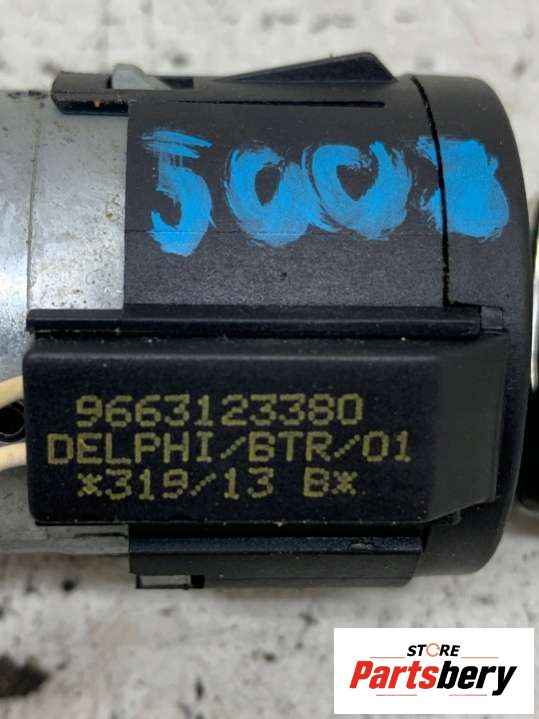 5008
9663123380
DELPHI/BTR/01
*319/13 B*
STORE
Partsbery